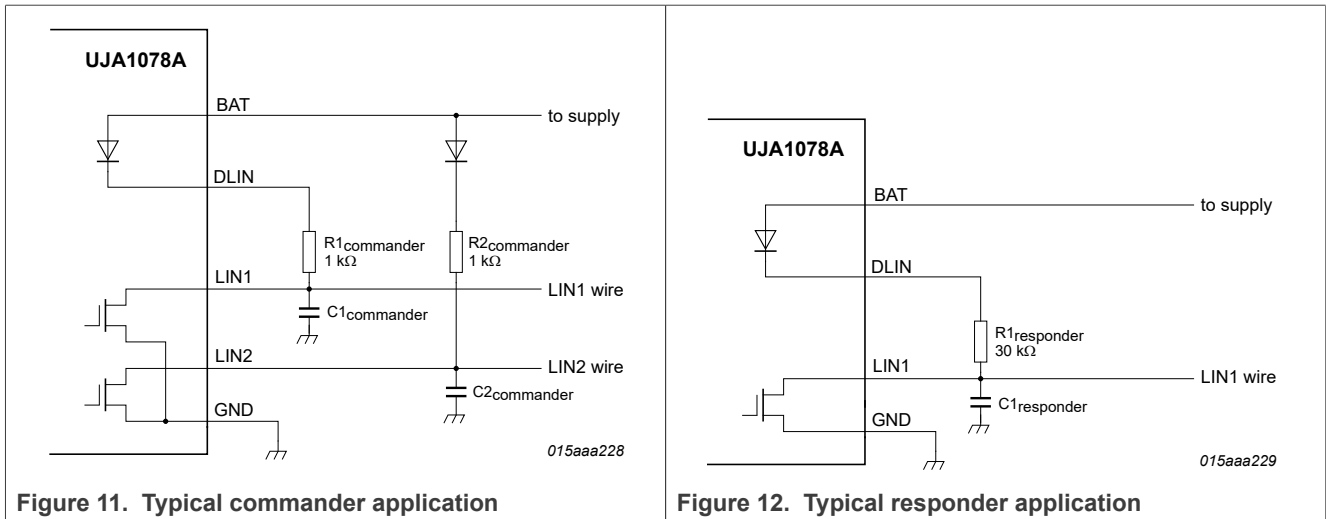 UJA1078A
BAT
to supply
DLIN
R1commander
1 kΩ
R2commander
1 kΩ
LIN1
LIN1 wire
C1commander
LIN2
LIN2 wire
C2commander
GND
015aaa228
Figure 11. Typical commander application
UJA1078A
BAT
to supply
DLIN
R1responder
30 kΩ
LIN1
LIN1 wire
C1responder
GND
015aaa229
Figure 12. Typical responder application